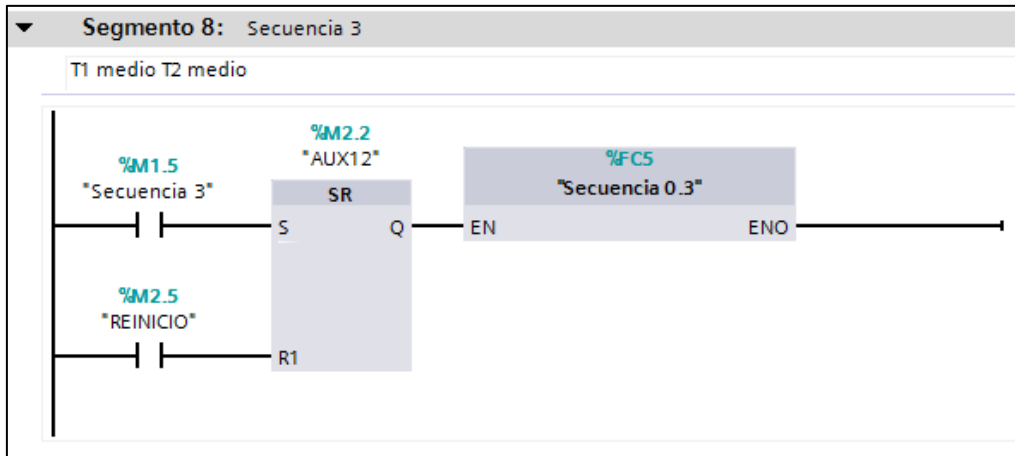 Segmento 8: Secuencia 3
T1 medio T2 medio
%M2.2
"AUX12"
%M1.5
"Secuencia 3"
SR
S
Q
%FC5
"Secuencia 0.3"
EN
ENO
%M2.5
"REINICIO"
R1